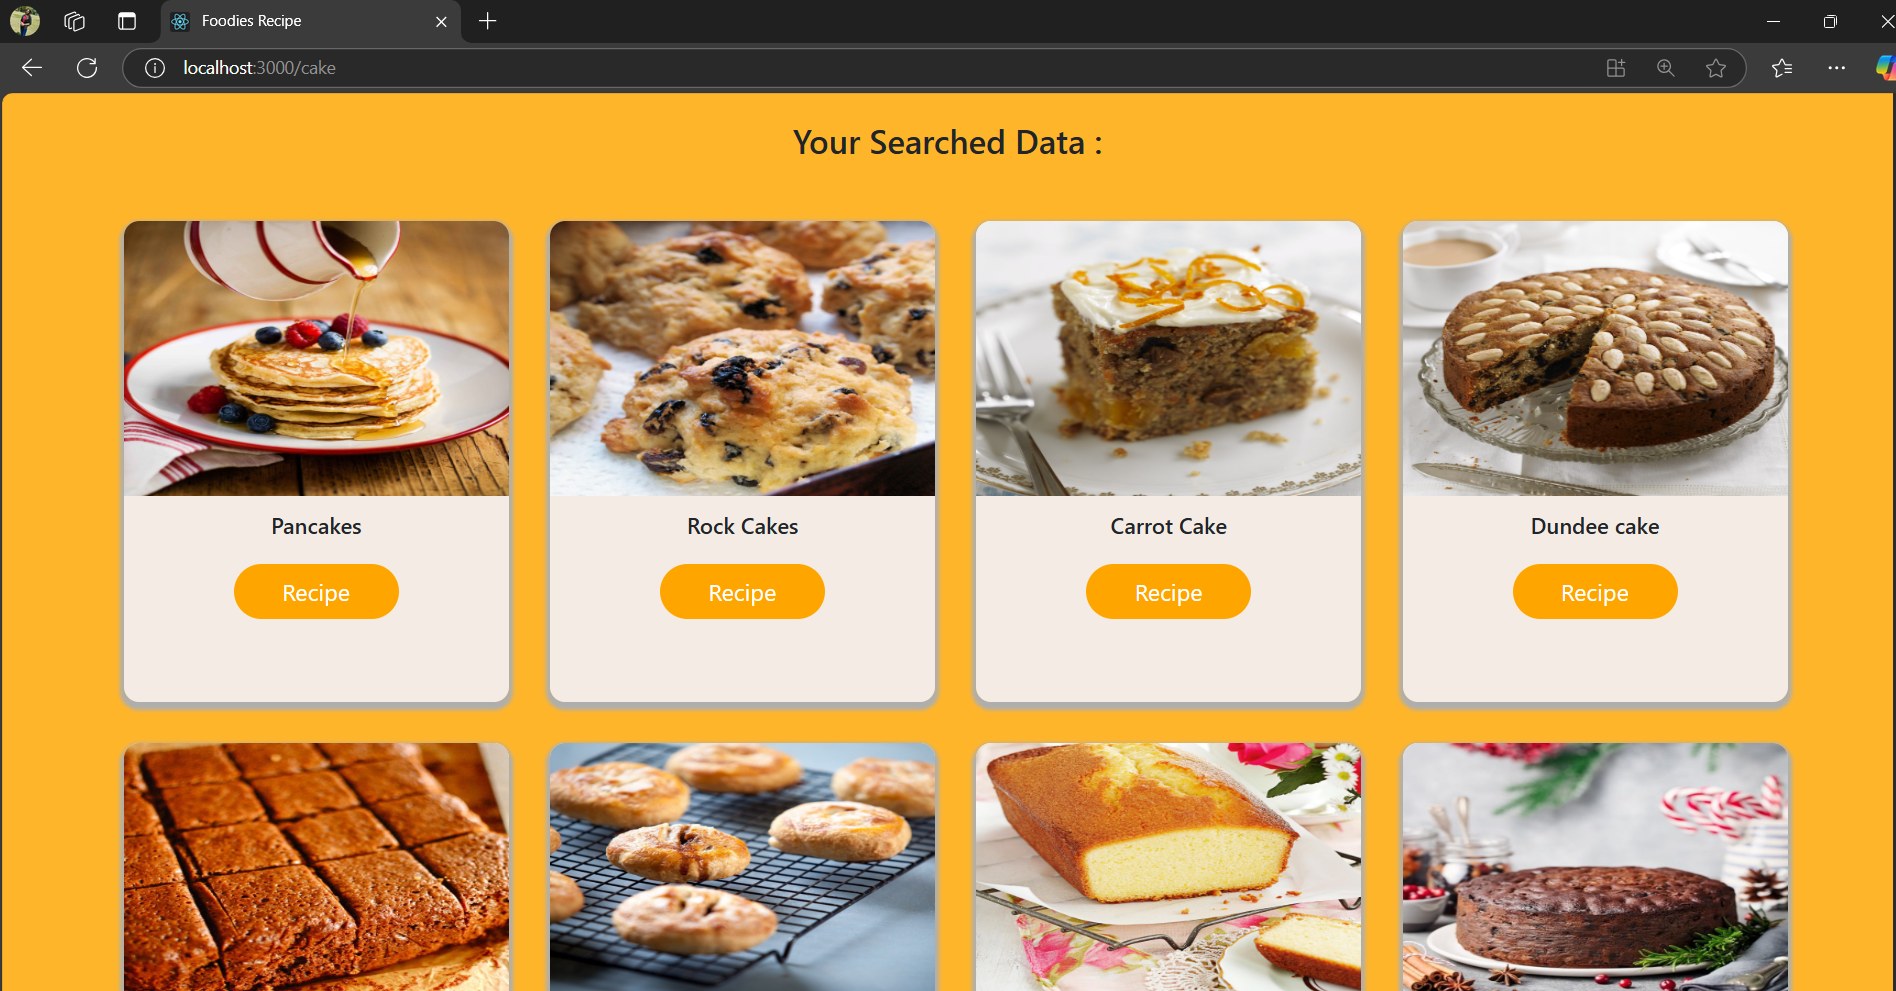 Foodies Recipe
localhost:3000/cake
Your Searched Data :
Pancakes
Rock Cakes
Carrot Cake
Dundee cake
Recipe
Recipe
Recipe
Recipe